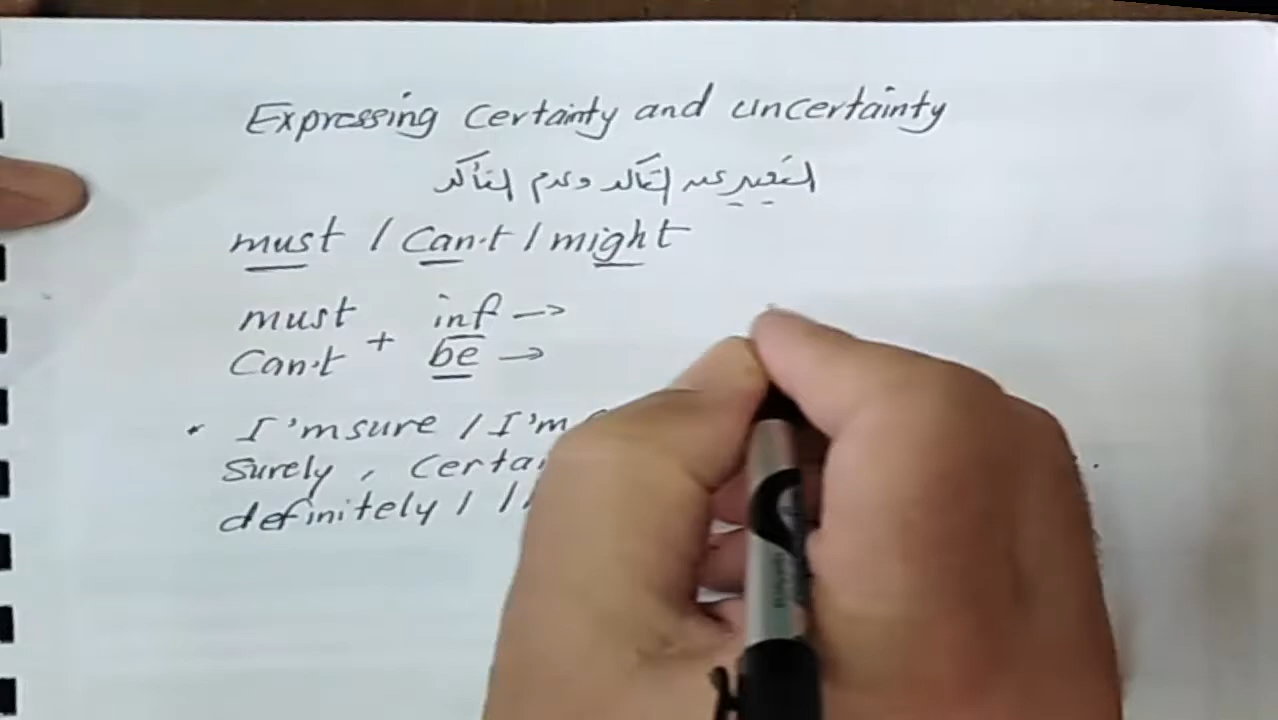 Expressing Certainty and uncertainty
التعبير عن التأكد وعدم التأكد
must / Can't / might
must inf →
Can't + be →
* I'm sure / I'm
Surely , Certai
definitely / I